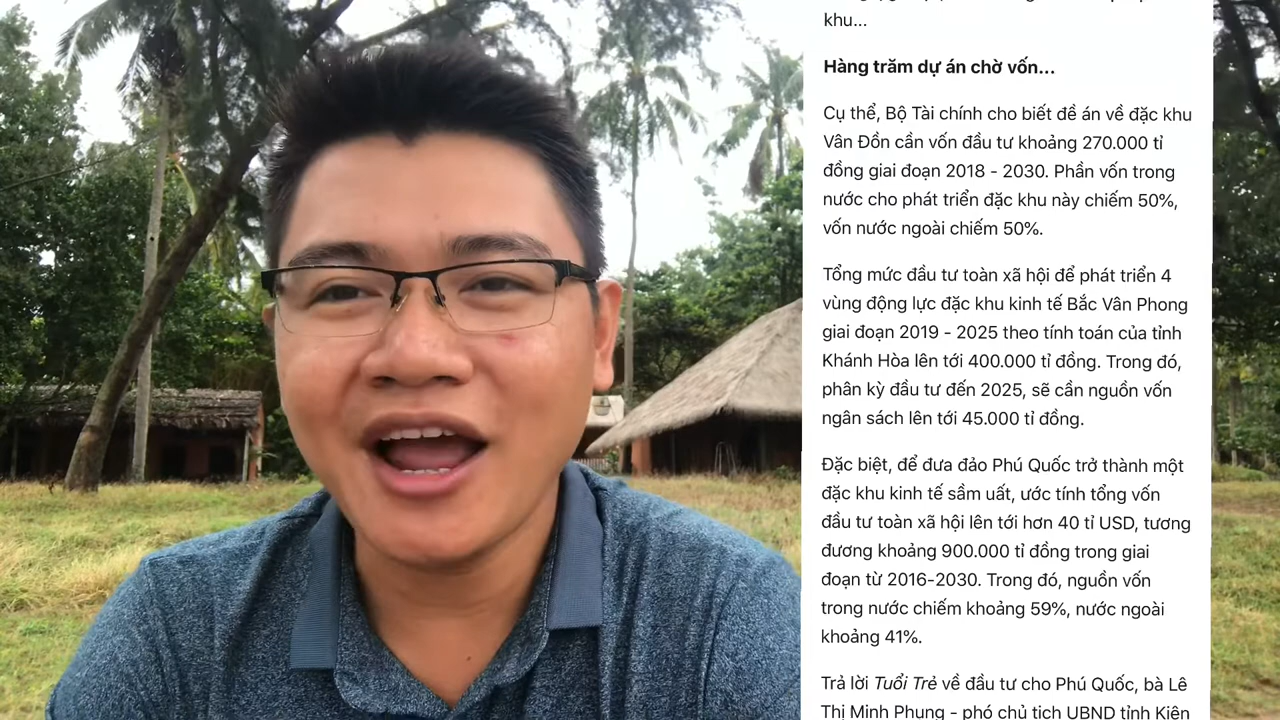 khu...
Hàng trăm dự án chờ vốn...
Cụ thể, Bộ Tài chính cho biết đề án về đặc khu
Vân Đồn cần vốn đầu tư khoảng 270.000 tỉ
đồng giai đoạn 2018 - 2030. Phần vốn trong
nước cho phát triển đặc khu này chiếm 50%,
vốn nước ngoài chiếm 50%.
Tổng mức đầu tư toàn xã hội để phát triển 4
vùng động lực đặc khu kinh tế Bắc Vân Phong
giai đoạn 2019 - 2025 theo tính toán của tỉnh
Khánh Hòa lên tới 400.000 tỉ đồng. Trong đó,
phân kỳ đầu tư đến 2025, sẽ cần nguồn vốn
ngân sách lên tới 45.000 tỉ đồng.
Đặc biệt, để đưa đảo Phú Quốc trở thành một
đặc khu kinh tế sầm uất, ước tính tổng vốn
đầu tư toàn xã hội lên tới hơn 40 tỉ USD, tương
đương khoảng 900.000 tỉ đồng trong giai
đoạn từ 2016-2030. Trong đó, nguồn vốn
trong nước chiếm khoảng 59%, nước ngoài
khoảng 41%.
Trả lời Tuổi Trẻ về đầu tư cho Phú Quốc, bà Lê
Thị Minh Phụng - phó chủ tịch UBND tỉnh Kiên